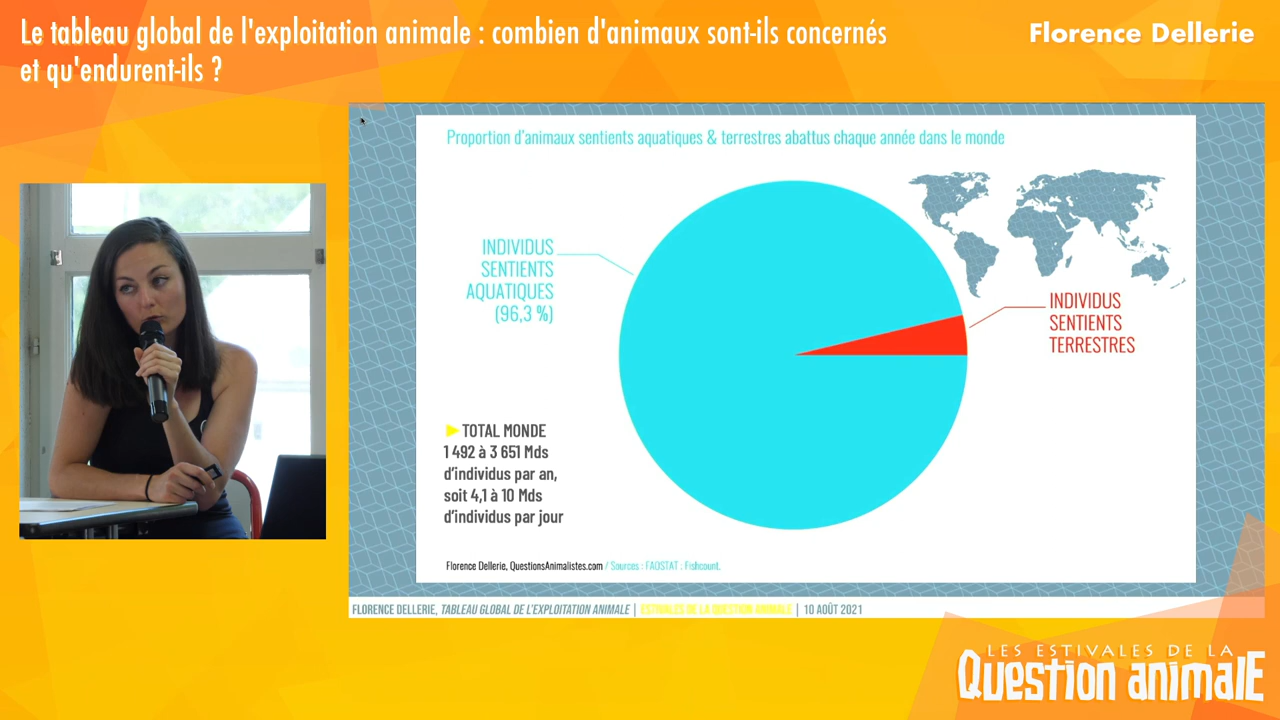 Le tableau global de l'exploitation animale : combien d'animaux sont-ils concernés
et qu'endurent-ils ?
Florence Dellerie
Proportion d'animaux sentients aquatiques & terrestres abattus chaque année dans le monde
INDIVIDUS
SENTIENTS
AQUATIQUES
(96,3 %)
INDIVIDUS
SENTIENTS
TERRESTRES
►TOTAL MONDE
1 492 à 3 651 Mds
d'individus par an,
soit 4,1 à 10 Mds
d'individus par jour
Florence Dellerie, QuestionsAnimalistes.com / Sources : FAOSTAT ; Fishcount.
FLORENCE DELLERIE, TABLEAU GLOBAL DE L'EXPLOITATION ANIMALE | ESTIVALES DE LA QUESTION ANIMALE | 10 AOÛT 2021
LES ESTIVALES DE LA
QUESTION ANIMALE